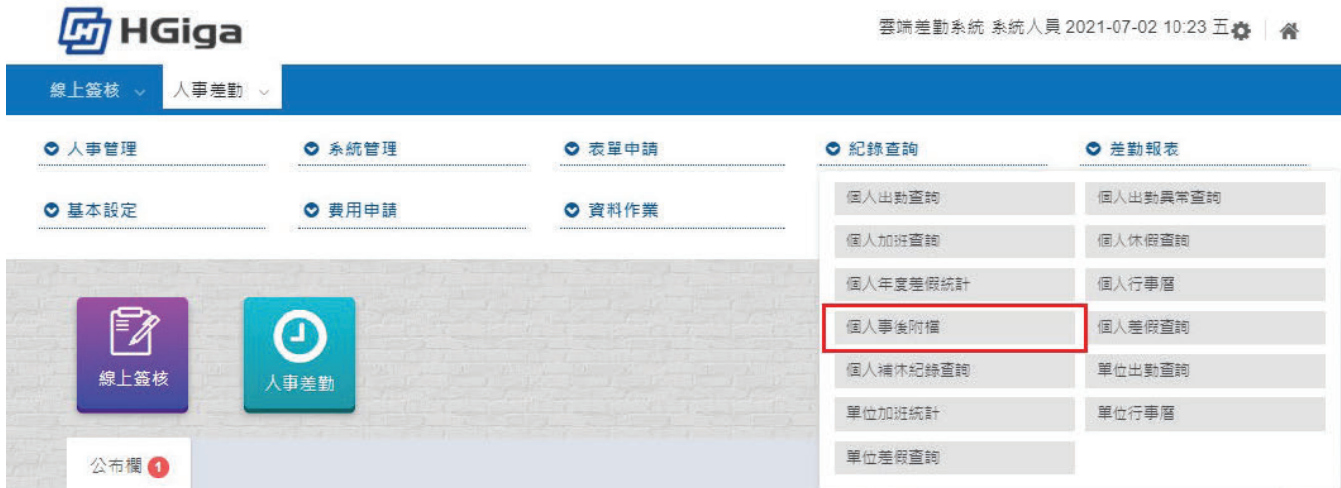 HGiga
雲端差勤系統 系統人員 2021-07-02 10:23 五
線上簽核 人事差勤
人事管理 系統管理 表單申請 紀錄查詢 差勤報表
基本設定 費用申請 資料作業
個人出勤查詢 個人出勤異常查詢
個人加班查詢 個人休假查詢
個人年度差假統計 個人行事曆
個人事後附檔 個人差假查詢
個人補休紀錄查詢 單位出勤查詢
單位加班統計 單位行事曆
單位差假查詢
線上簽核 人事差勤
公布欄 1